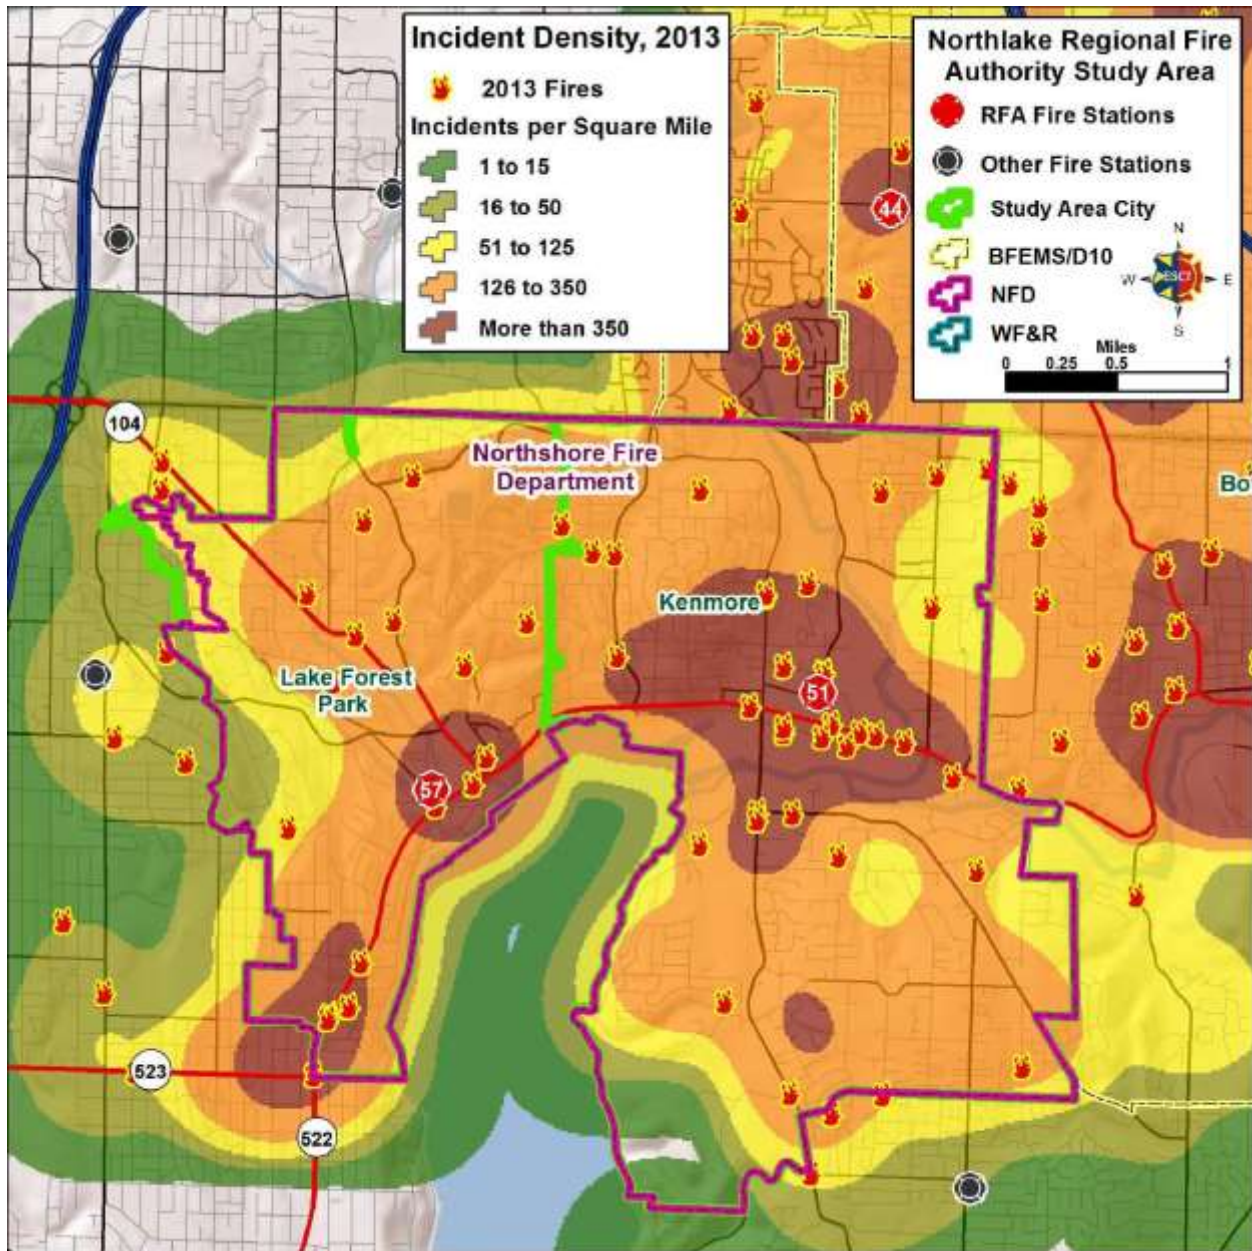 Incident Density, 2013
2013 Fires
Incidents per Square Mile
1 to 15
16 to 50
51 to 125
126 to 350
More than 350
Northlake Regional Fire
Authority Study Area
RFA Fire Stations
Other Fire Stations
Study Area City
BFEMS/D10
NFD
WF&R
N
W
E
S
Miles
0 0.25 0.5 1
44
104
Northshore Fire
Department
Bo
Kenmore
51
Lake Forest
Park
57
523
522